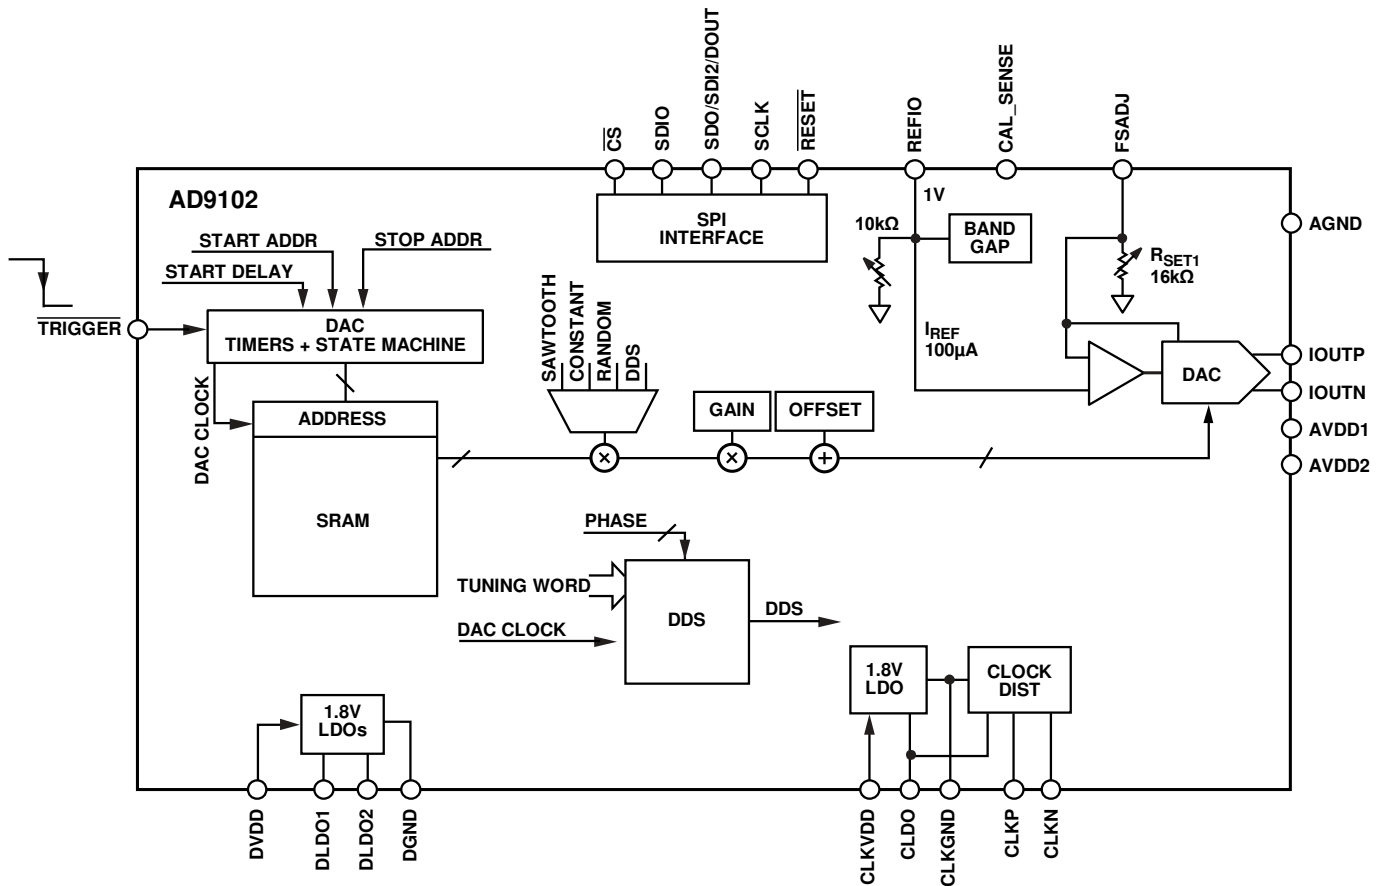 CS
SDIO
SDO/SDI2/DOUT
SCLK
RESET
REFIO
CAL_SENSE
FSADJ
AD9102
START ADDR
STOP ADDR
START DELAY
TRIGGER
DAC
TIMERS + STATE MACHINE
DAC CLOCK
ADDRESS
SRAM
SPI
INTERFACE
SAWTOOTH
CONSTANT
RANDOM
DDS
×
GAIN
×
OFFSET
+
1V
10kΩ
BAND
GAP
IREF
100µA
RSET1
16kΩ
DAC
AGND
IOUTP
IOUTN
AVDD1
AVDD2
PHASE
TUNING WORD
DAC CLOCK
DDS
DDS
1.8V
LDOs
1.8V
LDO
CLOCK
DIST
DVDD
DLDO1
DLDO2
DGND
CLKVDD
CLDO
CLKGND
CLKP
CLKN